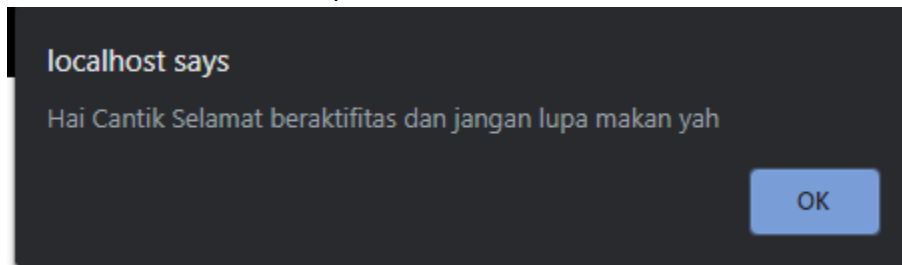 localhost says
Hai Cantik Selamat beraktifitas dan jangan lupa makan yah
OK